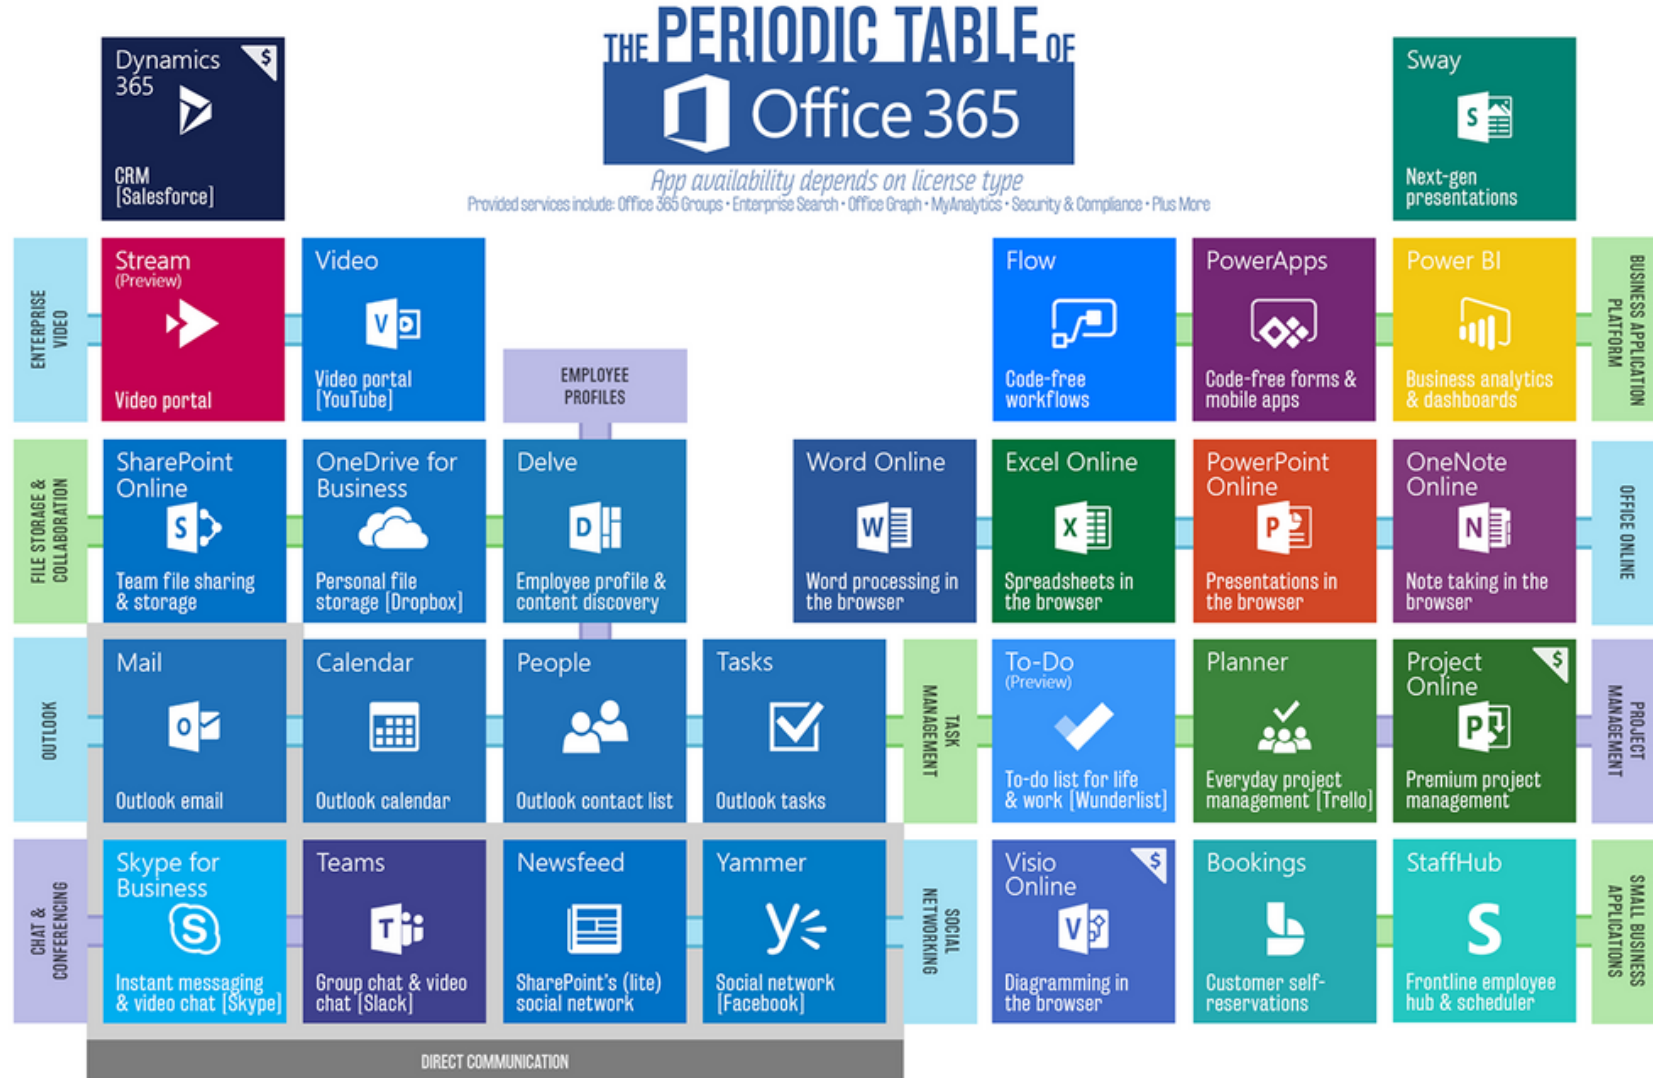 THE PERIODIC TABLE OF
Office 365
App availability depends on license type
Provided services include: Office 365 Groups • Enterprise Search • Office Graph • MyAnalytics • Security & Compliance • Plus More
Dynamics
365
$
CRM
[Salesforce]
Sway
S
Next-gen
presentations
ENTERPRISE
VIDEO
Stream
(Preview)
Video portal
Video
V
Video portal
[YouTube]
EMPLOYEE
PROFILES
Flow
Code-free
workflows
PowerApps
Code-free forms &
mobile apps
Power BI
Business analytics
& dashboards
BUSINESS APPLICATION
PLATFORM
FILE STORAGE &
COLLABORATION
SharePoint
Online
S
Team file sharing
& storage
OneDrive for
Business
Personal file
storage [Dropbox]
Delve
D
Employee profile &
content discovery
Word Online
W
Word processing in
the browser
Excel Online
X
Spreadsheets in
the browser
PowerPoint
Online
P
Presentations in
the browser
OneNote
Online
N
Note taking in the
browser
OFFICE ONLINE
OUTLOOK
Mail
O
Outlook email
Calendar
Outlook calendar
People
Outlook contact list
Tasks
Outlook tasks
TASK
MANAGEMENT
To-Do
(Preview)
To-do list for life
& work [Wunderlist]
Planner
Everyday project
management [Trello]
Project
Online
$
P
Premium project
management
PROJECT
MANAGEMENT
CHAT &
CONFERENCING
Skype for
Business
S
Instant messaging
& video chat [Skype]
Teams
T
Group chat & video
chat [Slack]
Newsfeed
SharePoint's (lite)
social network
Yammer
y
Social network
[Facebook]
SOCIAL
NETWORKING
Visio
Online
$
V
Diagramming in
the browser
Bookings
b
Customer self-
reservations
StaffHub
S
Frontline employee
hub & scheduler
SMALL BUSINESS
APPLICATIONS
DIRECT COMMUNICATION